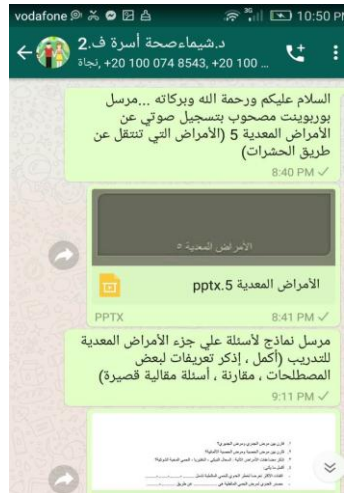 vodafone 3G 10:50 PM
د.شيماءصحة أسرة ف.2
نجاة, +20 100 074 8543, +20 100 ...
السلام عليكم ورحمة الله وبركاته ...مرسل
بوربوينت مصحوب بتسجيل صوتي عن
الأمراض المعدية 5 (الأمراض التي تنتقل عن
طريق الحشرات)
8:40 PM
الأمراض المعدية ٥
الأمراض المعدية 5.pptx
PPTX 8:41 PM
مرسل نماذج لأسئلة علي جزء الأمراض المعدية
للتدريب (أكمل ، إذكر تعريفات لبعض
المصطلحات ، مقارنة ، أسئلة مقالية قصيرة)
9:11 PM